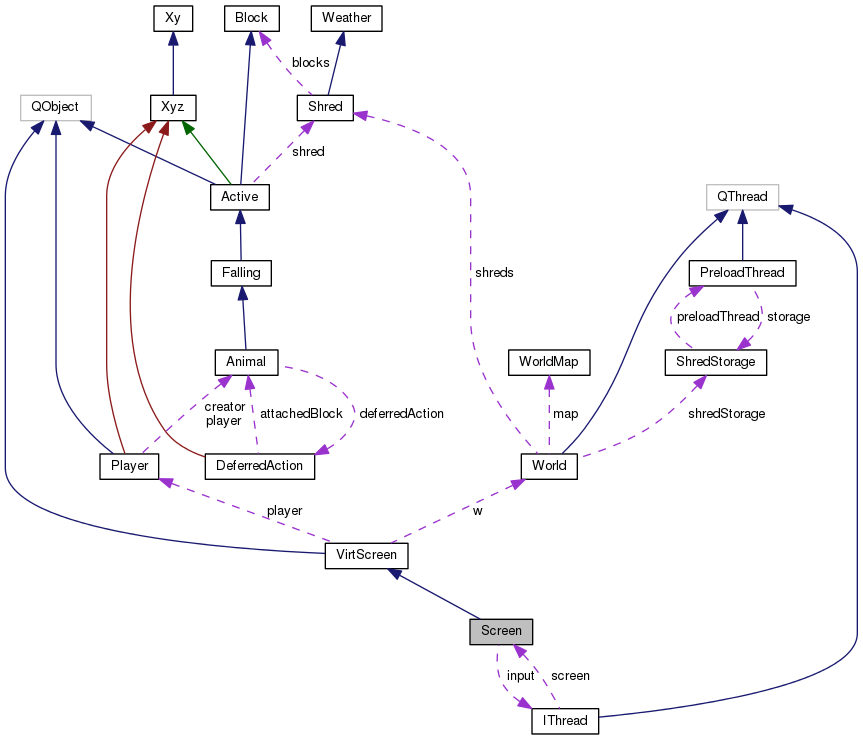 Xy
Block
Weather
blocks
QObject
Xyz
Shred
shred
Active
QThread
Falling
shreds
PreloadThread
preloadThread
storage
Animal
WorldMap
ShredStorage
creator
player
attachedBlock
deferredAction
map
shredStorage
Player
DeferredAction
World
player
w
VirtScreen
Screen
input
screen
IThread